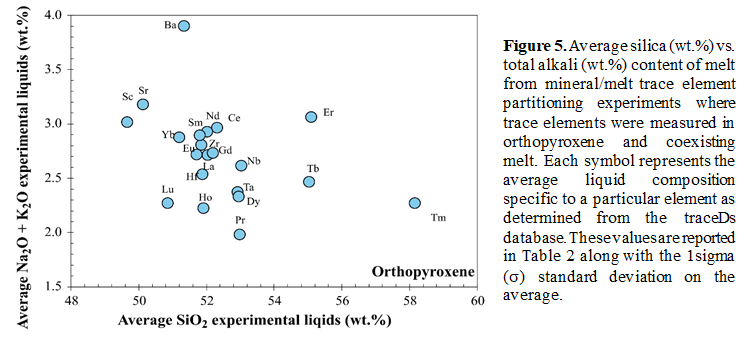 4.0
3.5
3.0
2.5
2.0
1.5
Average Na2O + K2O experimental liquids (wt.%)
Ba
Sc
Sr
Sm
Nd
Ce
Er
Yb
Eu
Zr
Gd
La
Hf
Nb
Tb
Lu
Ho
Ta
Dy
Pr
Tm
Orthopyroxene
48
50
52
54
56
58
60
Average SiO2 experimental liqids (wt.%)
Figure 5. Average silica (wt.%) vs.
total alkali (wt.%) content of melt
from mineral/melt trace element
partitioning experiments where
trace elements were measured in
orthopyroxene and coexisting
melt. Each symbol represents the
average liquid composition
specific to a particular element as
determined from the traceDs
database. These values are reported
in Table 2 along with the 1sigma
(σ) standard deviation on the
average.